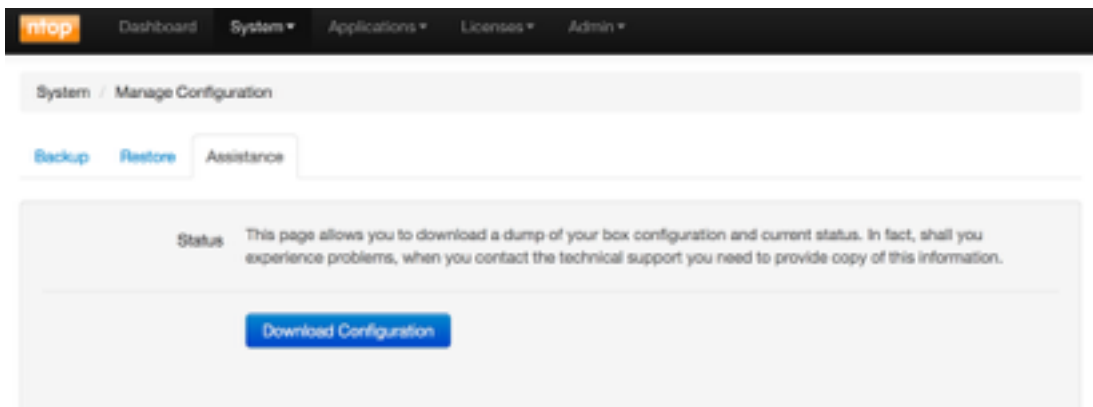 ntop Dashboard System Applications Licenses Admin
System / Manage Configuration
Backup Restore Assistance
Status This page allows you to download a dump of your box configuration and current status. In fact, shall you
experience problems, when you contact the technical support you need to provide copy of this information.
Download Configuration